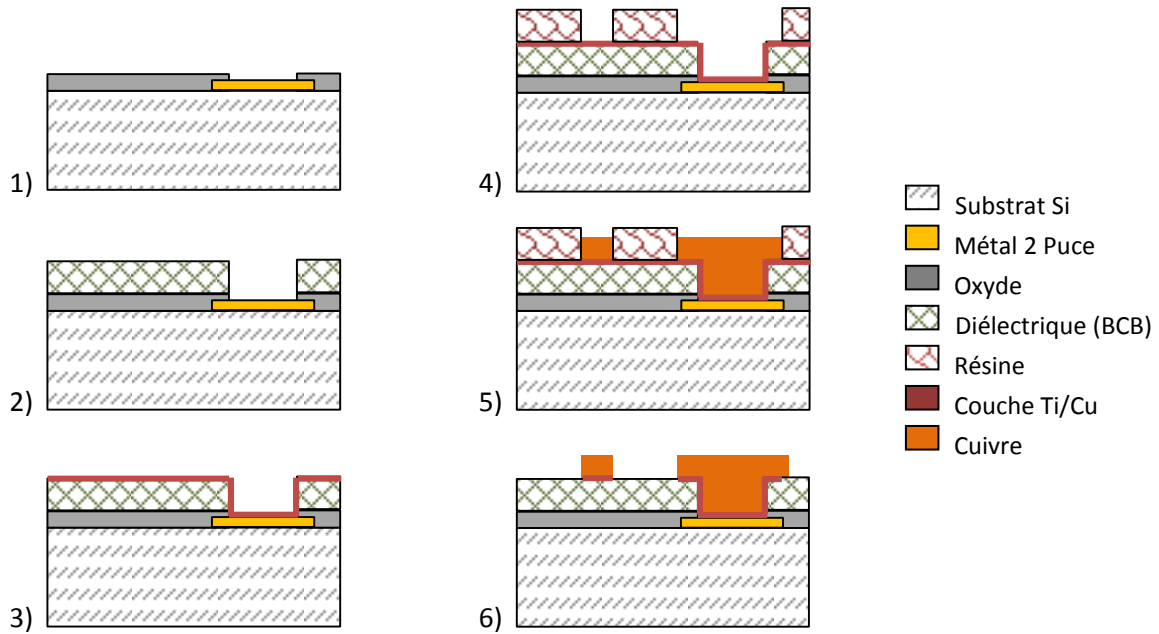 1)
2)
3)
4)
5)
6)
Substrat Si
Métal 2 Puce
Oxyde
Diélectrique (BCB)
Résine
Couche Ti/Cu
Cuivre